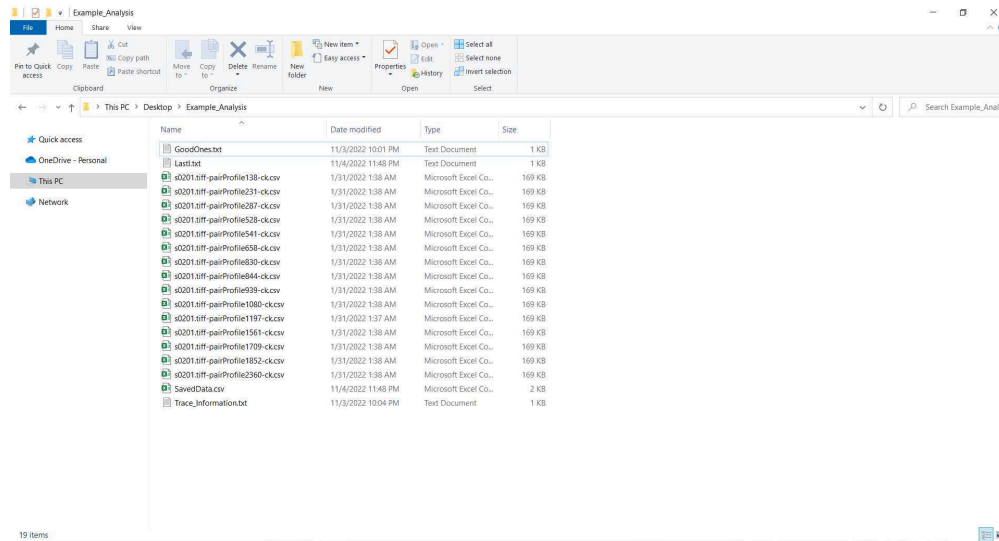 Example_Analysis
File Home Share View
Pin to Quick access
Copy
Paste
Cut
Copy path
Paste shortcut
Clipboard
Move to
Copy to
Delete
Rename
Organize
New folder
New item
Easy access
New
Properties
Open
Edit
History
Open
Select all
Select none
Invert selection
Select
This PC > Desktop > Example_Analysis
Search Example_Anal
Quick access
OneDrive - Personal
This PC
Network
Name Date modified Type Size
GoodOnes.txt 11/3/2022 10:01 PM Text Document 1 KB
LastI.txt 11/4/2022 11:48 PM Text Document 1 KB
s0201.tiff-pairProfile138-ck.csv 1/31/2022 1:38 AM Microsoft Excel Co... 169 KB
s0201.tiff-pairProfile231-ck.csv 1/31/2022 1:38 AM Microsoft Excel Co... 169 KB
s0201.tiff-pairProfile287-ck.csv 1/31/2022 1:38 AM Microsoft Excel Co... 169 KB
s0201.tiff-pairProfile528-ck.csv 1/31/2022 1:38 AM Microsoft Excel Co... 169 KB
s0201.tiff-pairProfile541-ck.csv 1/31/2022 1:38 AM Microsoft Excel Co... 169 KB
s0201.tiff-pairProfile658-ck.csv 1/31/2022 1:38 AM Microsoft Excel Co... 169 KB
s0201.tiff-pairProfile830-ck.csv 1/31/2022 1:38 AM Microsoft Excel Co... 169 KB
s0201.tiff-pairProfile844-ck.csv 1/31/2022 1:38 AM Microsoft Excel Co... 169 KB
s0201.tiff-pairProfile939-ck.csv 1/31/2022 1:38 AM Microsoft Excel Co... 169 KB
s0201.tiff-pairProfile1080-ck.csv 1/31/2022 1:38 AM Microsoft Excel Co... 169 KB
s0201.tiff-pairProfile1197-ck.csv 1/31/2022 1:37 AM Microsoft Excel Co... 169 KB
s0201.tiff-pairProfile1561-ck.csv 1/31/2022 1:38 AM Microsoft Excel Co... 169 KB
s0201.tiff-pairProfile1709-ck.csv 1/31/2022 1:38 AM Microsoft Excel Co... 169 KB
s0201.tiff-pairProfile1852-ck.csv 1/31/2022 1:38 AM Microsoft Excel Co... 169 KB
s0201.tiff-pairProfile2360-ck.csv 1/31/2022 1:38 AM Microsoft Excel Co... 169 KB
SavedData.csv 11/4/2022 11:48 PM Microsoft Excel Co... 2 KB
Trace_Information.txt 11/3/2022 10:04 PM Text Document 1 KB
19 items